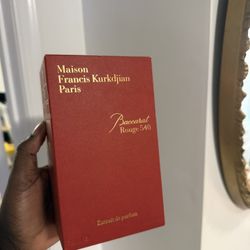 Maison
Francis Kurkdjian
Paris
Baccarat
Rouge 540
Extrait de parfum